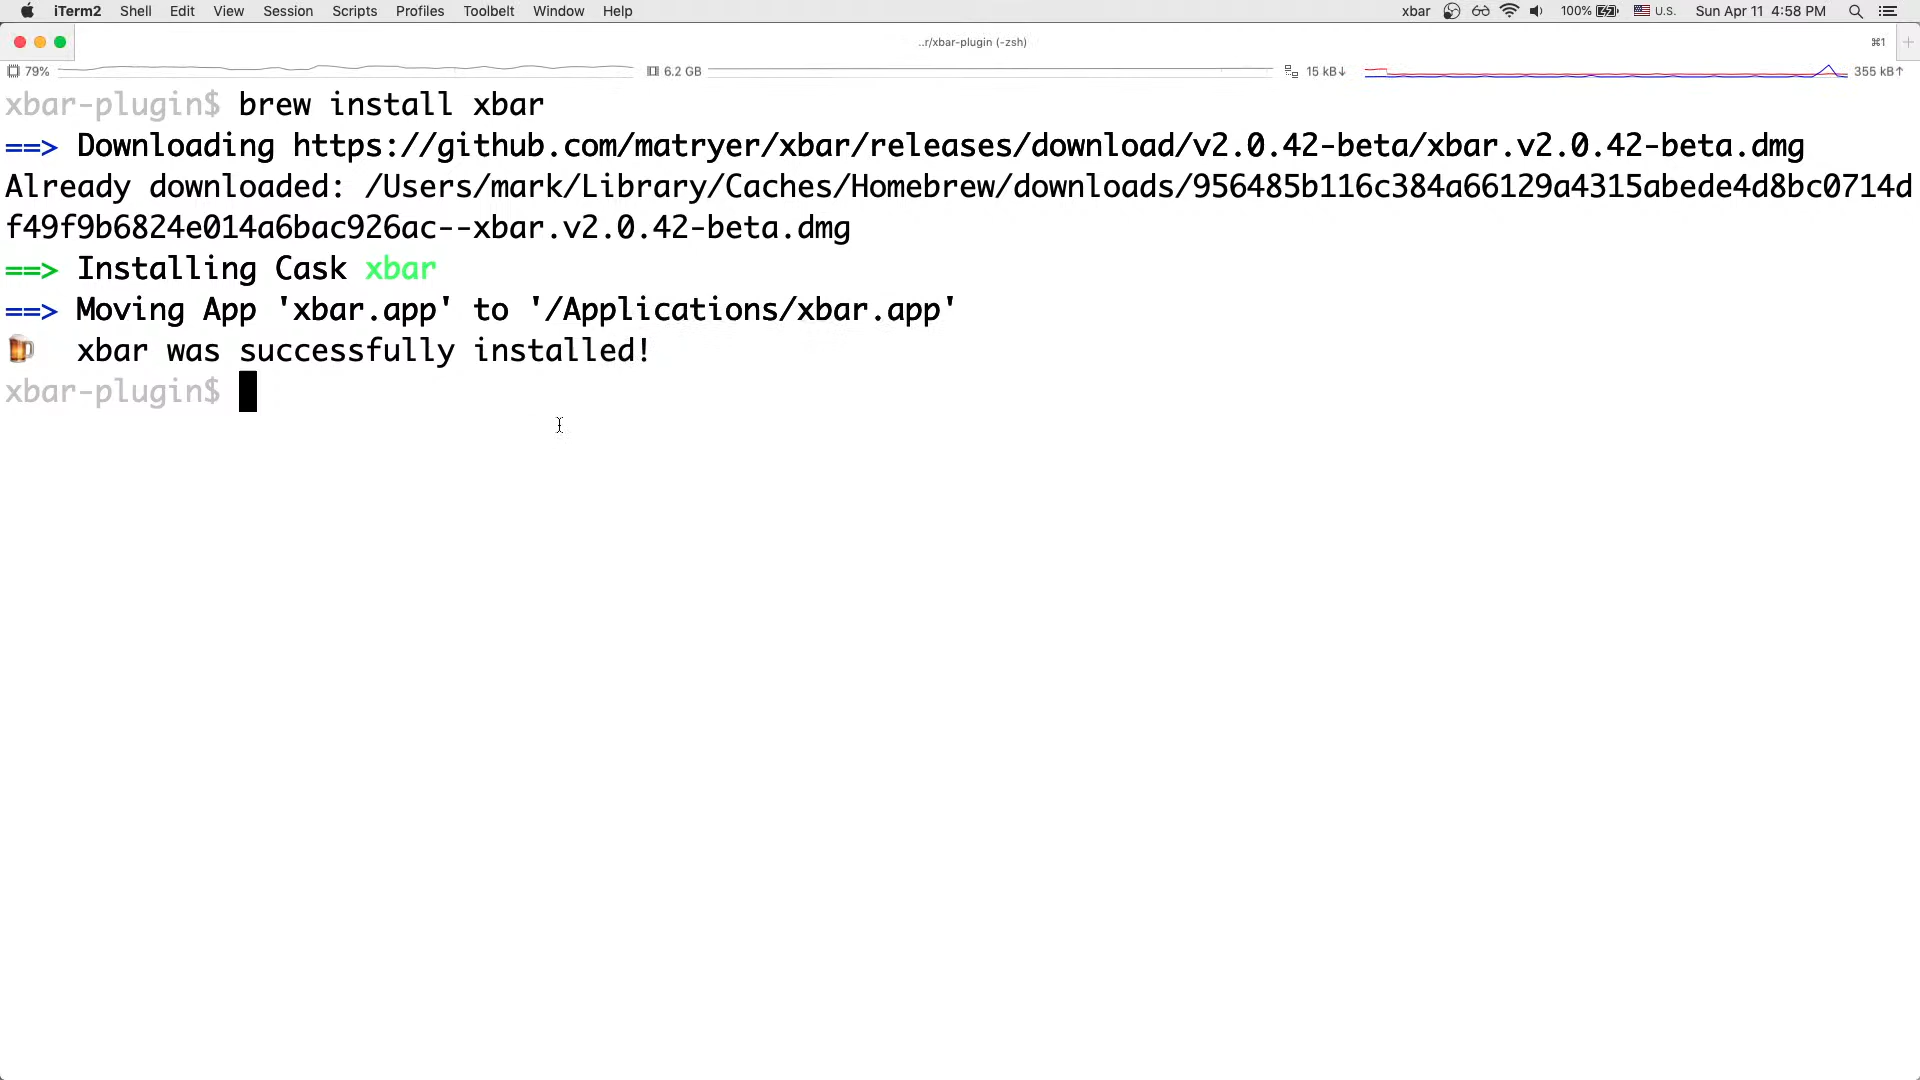 iTerm2 Shell Edit View Session Scripts Profiles Toolbelt Window Help xbar 100% U.S. Sun Apr 11 4:58 PM
..r/xbar-plugin (-zsh) ⌘1
79% 6.2 GB 15 kB↓ 355 kB↑
xbar-plugin$ brew install xbar
==> Downloading https://github.com/matryer/xbar/releases/download/v2.0.42-beta/xbar.v2.0.42-beta.dmg
Already downloaded: /Users/mark/Library/Caches/Homebrew/downloads/956485b116c384a66129a4315abede4d8bc0714d
f49f9b6824e014a6bac926ac--xbar.v2.0.42-beta.dmg
==> Installing Cask xbar
==> Moving App 'xbar.app' to '/Applications/xbar.app'
🍺 xbar was successfully installed!
xbar-plugin$